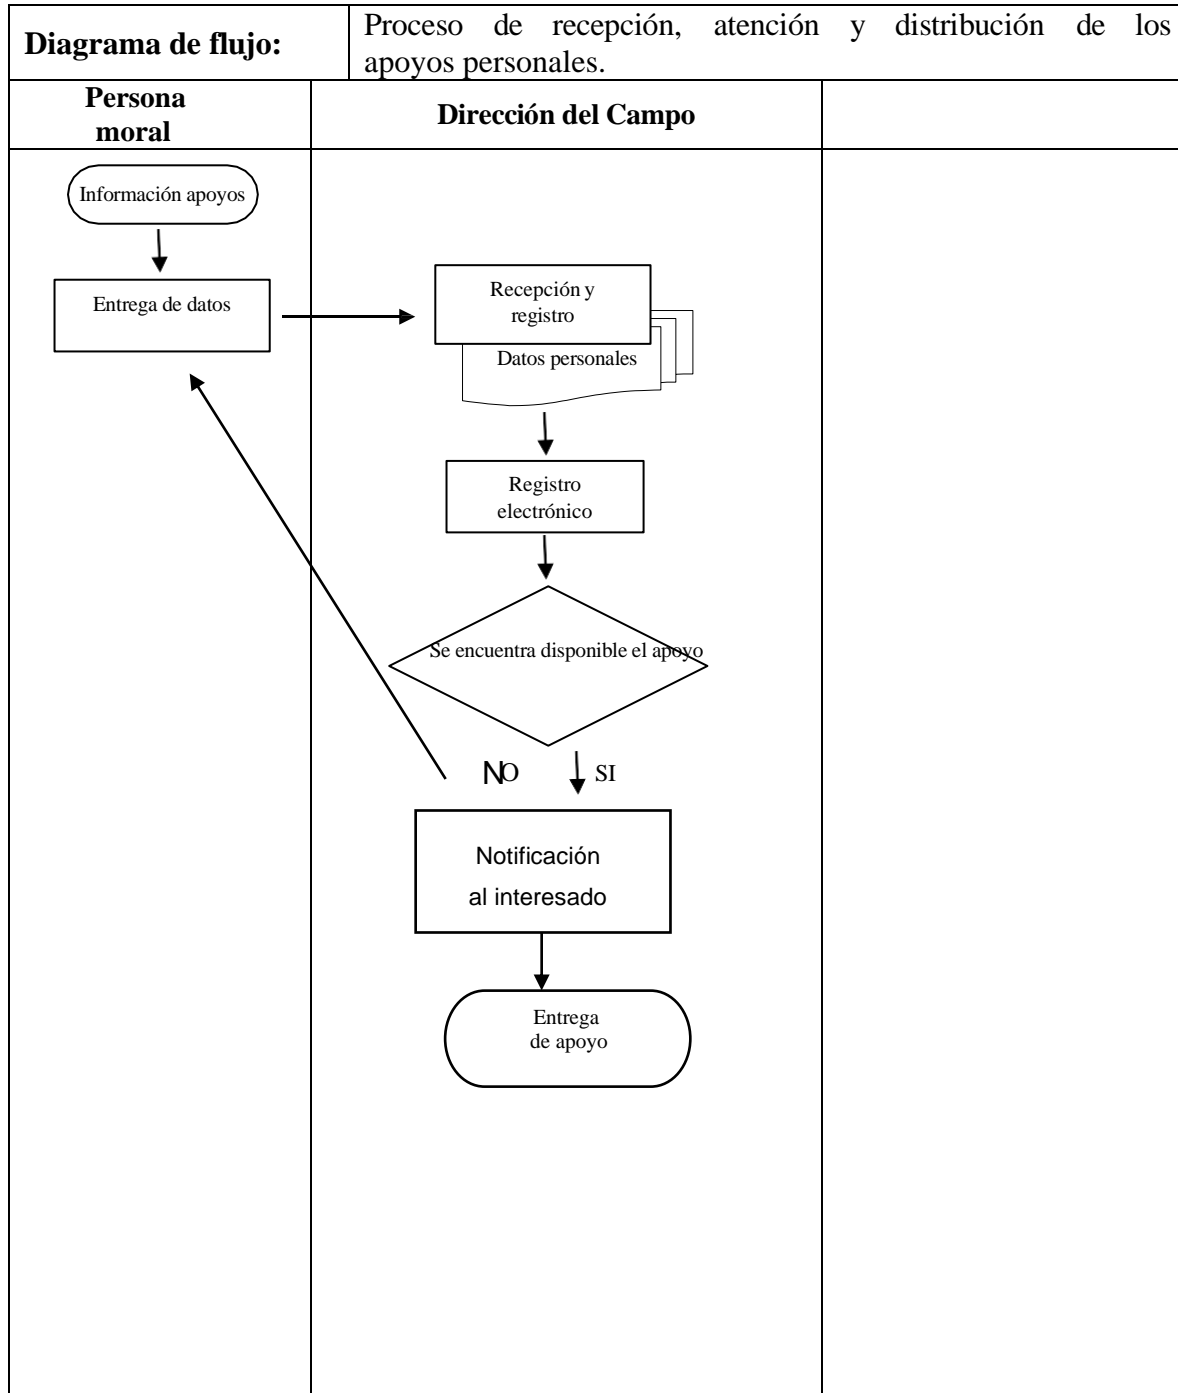 Diagrama de flujo:
Proceso de recepción, atención y distribución de los
apoyos personales.
Persona
moral
Dirección del Campo
Información apoyos
Entrega de datos
Recepción y
registro
Datos personales
Registro
electrónico
Se encuentra disponible el apoyo
NO
SI
Notificación
al interesado
Entrega
de apoyo